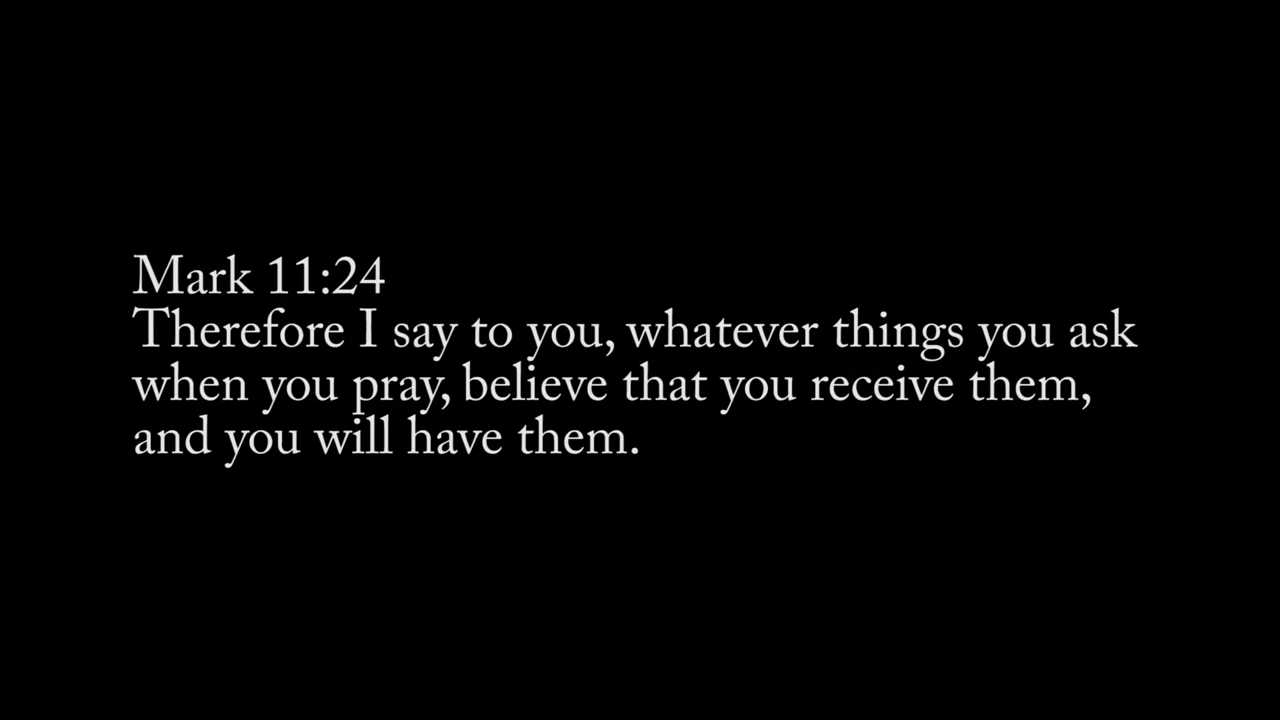 Mark 11:24
Therefore I say to you, whatever things you ask
when you pray, believe that you receive them,
and you will have them.